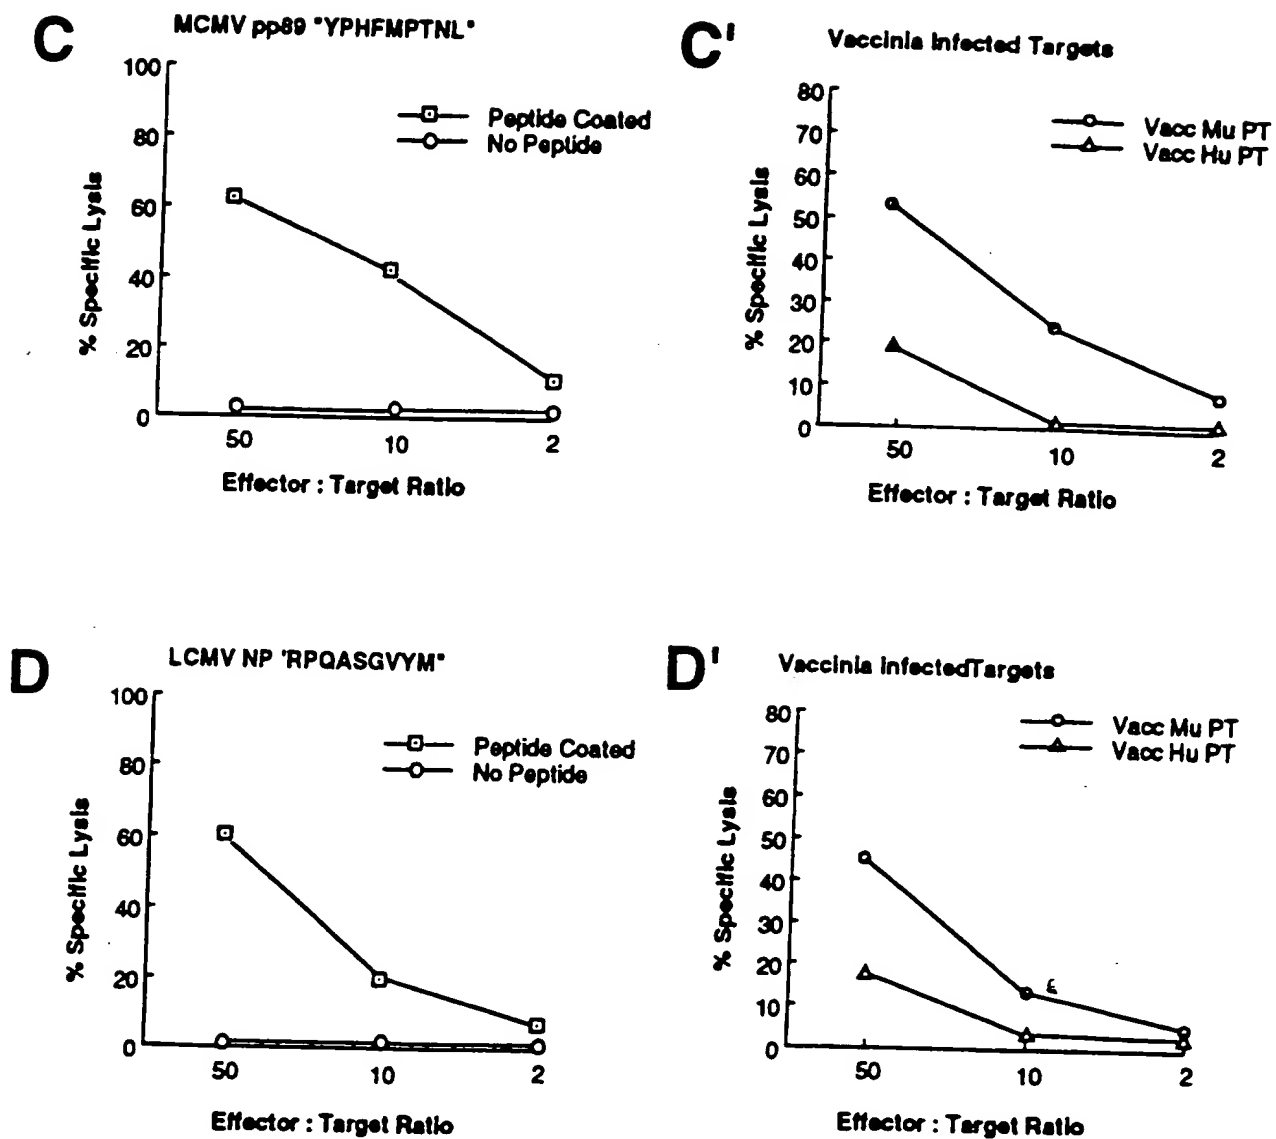 C
MCMV pp89 "YPHFMPTNL"
100
80
60
40
20
0
% Specific Lysis
Peptide Coated
No Peptide
50 10 2
Effector : Target Ratio
C'
Vaccinia Infected Targets
80
70
60
50
40
30
20
10
0
% Specific Lysis
Vacc Mu PT
Vacc Hu PT
50 10 2
Effector : Target Ratio
D
LCMV NP 'RPQASGVYM"
100
80
60
40
20
0
% Specific Lysis
Peptide Coated
No Peptide
50 10 2
Effector : Target Ratio
D'
Vaccinia InfectedTargets
80
70
60
50
40
30
20
10
0
% Specific Lysis
Vacc Mu PT
Vacc Hu PT
50 10 2
Effector : Target Ratio